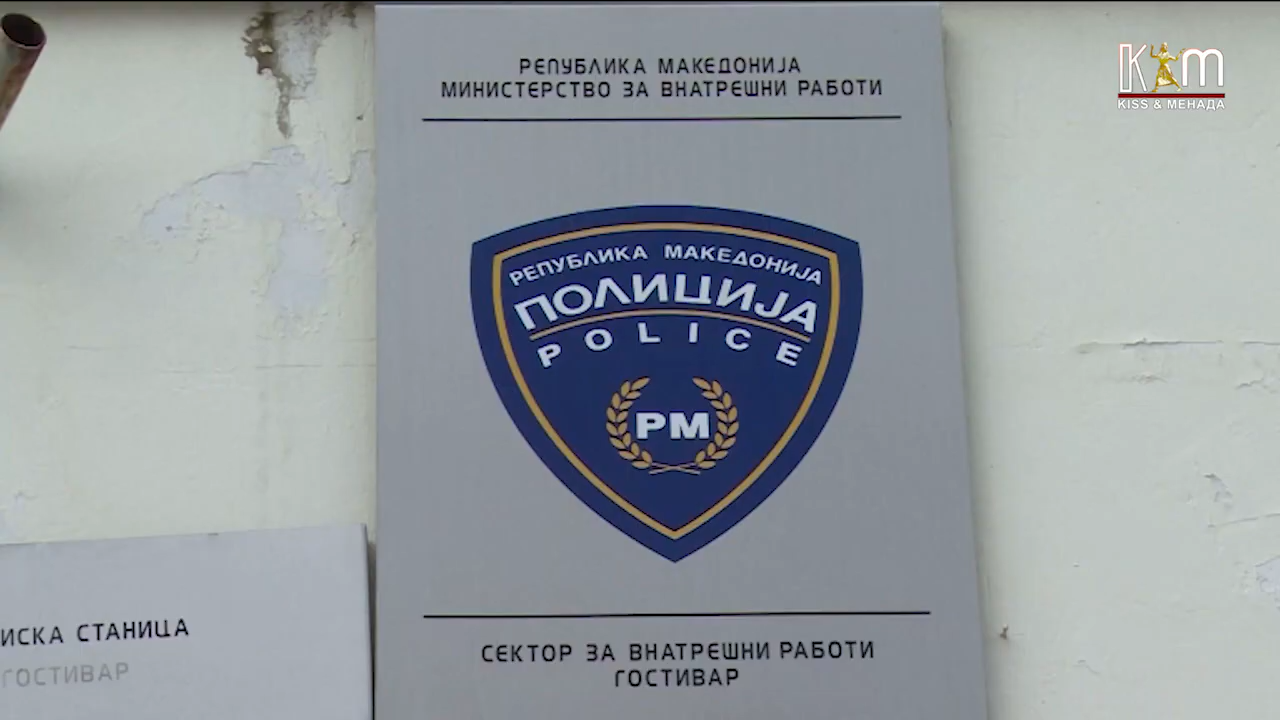 РЕПУБЛИКА МАКЕДОНИЈА
МИНИСТЕРСТВО ЗА ВНАТРЕШНИ РАБОТИ
РЕПУБЛИКА МАКЕДОНИЈА
ПОЛИЦИЈА
POLICE
РМ
СЕКТОР ЗА ВНАТРЕШНИ РАБОТИ
ГОСТИВАР
ИСКА СТАНИЦА
ГОСТИВАР
KM
KISS & МЕНАДА